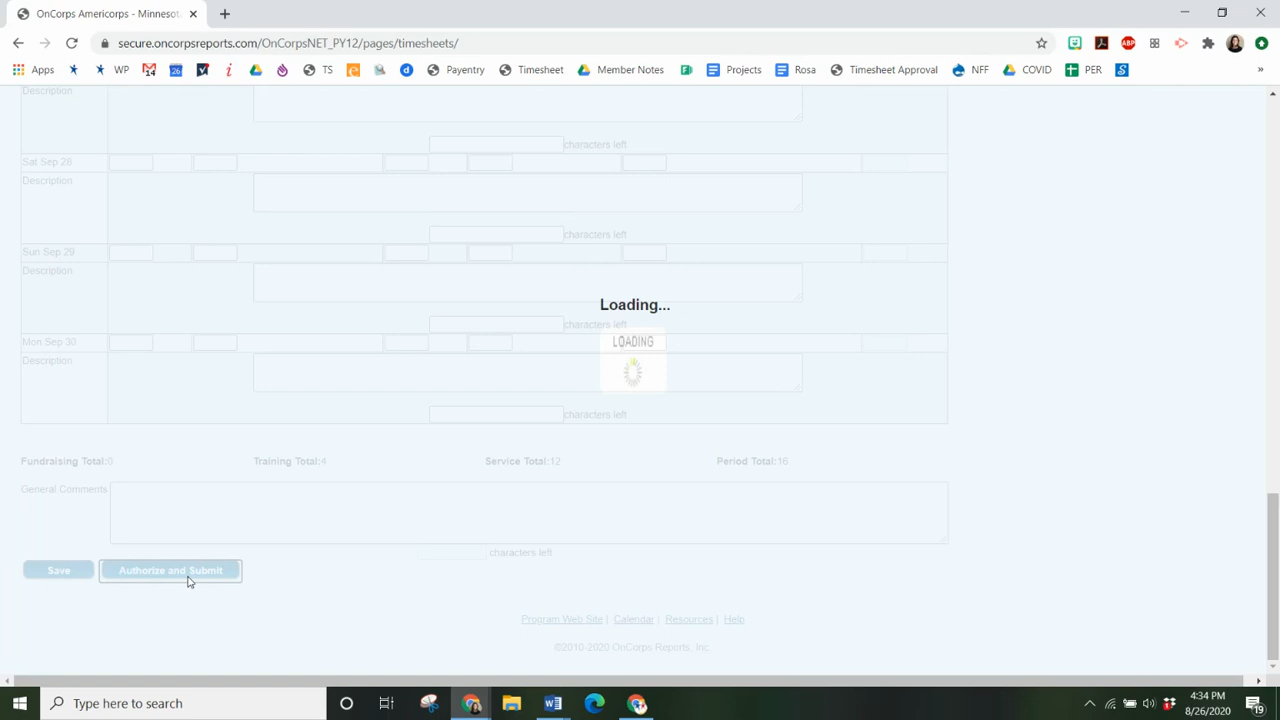 OnCorps Americorps - Minnesot
secure.oncorpsreports.com/OnCorpsNET_PY12/pages/timesheets/
ABP
Apps WP 14 26 TS Payentry Timesheet Member Notes Projects Rosa Timesheet Approval NFF COVID PER
Description
characters left
Sat Sep 28
Description
characters left
Sun Sep 29
Description
Loading...
characters left
Mon Sep 30
LOADING
Description
characters left
Fundraising Total:0 Training Total:4 Service Total:12 Period Total:16
General Comments
characters left
Save Authorize and Submit
Program Web Site | Calendar | Resources | Help
©2010-2020 OnCorps Reports, Inc.
Type here to search
4:34 PM
8/26/2020
19